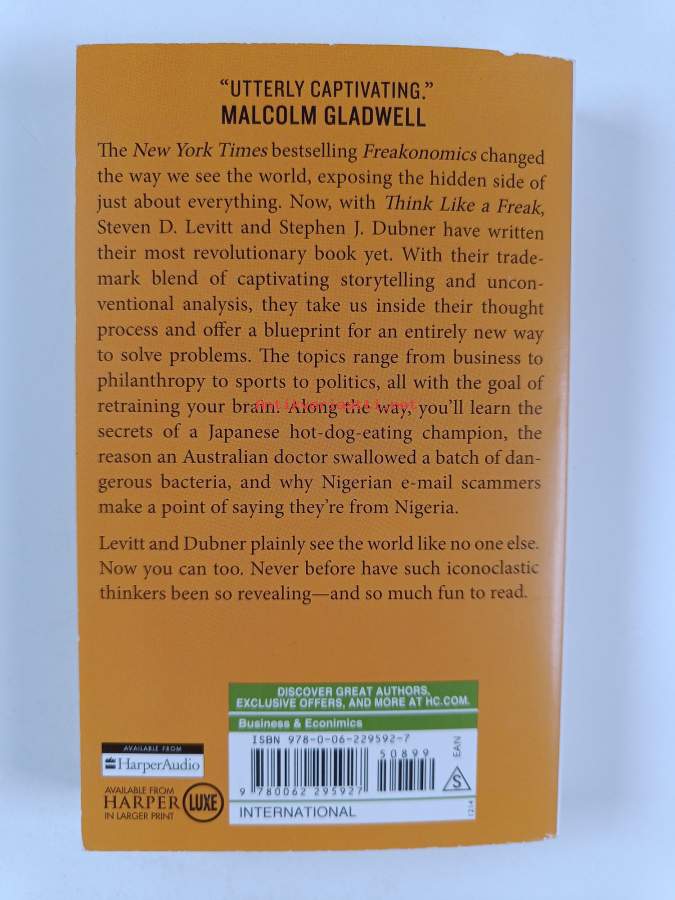 “UTTERLY CAPTIVATING.”
MALCOLM GLADWELL
The New York Times bestselling Freakonomics changed
the way we see the world, exposing the hidden side of
just about everything. Now, with Think Like a Freak,
Steven D. Levitt and Stephen J. Dubner have written
their most revolutionary book yet. With their trade-
mark blend of captivating storytelling and uncon-
ventional analysis, they take us inside their thought
process and offer a blueprint for an entirely new way
to solve problems. The topics range from business to
philanthropy to sports to politics, all with the goal of
retraining your brain. Along the way, you’ll learn the
secrets of a Japanese hot-dog-eating champion, the
reason an Australian doctor swallowed a batch of dan-
gerous bacteria, and why Nigerian e-mail scammers
make a point of saying they’re from Nigeria.
Levitt and Dubner plainly see the world like no one else.
Now you can too. Never before have such iconoclastic
thinkers been so revealing—and so much fun to read.
DISCOVER GREAT AUTHORS,
EXCLUSIVE OFFERS, AND MORE AT HC.COM.
Business & Econimics
ISBN 978-0-06-229592-7
50899
EAN
S
9 780062 295927
INTERNATIONAL
1214
AVAILABLE FROM
HarperAudio
AVAILABLE FROM
HARPER LUXE
IN LARGER PRINT